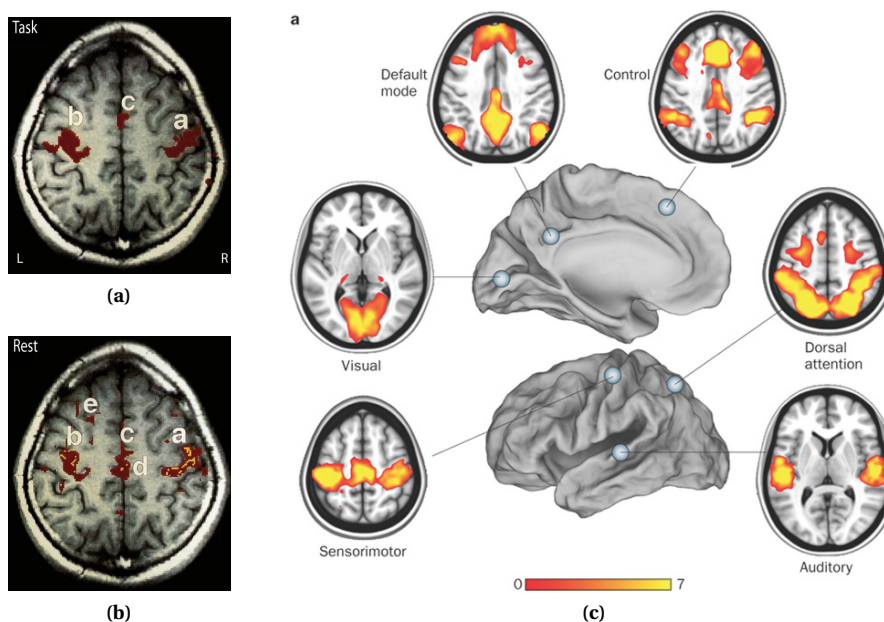 Task
c
b
a
L
R
(a)
Rest
e
b
c
a
d
(b)
a
Default
mode
Control
Visual
Dorsal
attention
Sensorimotor
Auditory
0
7
(c)